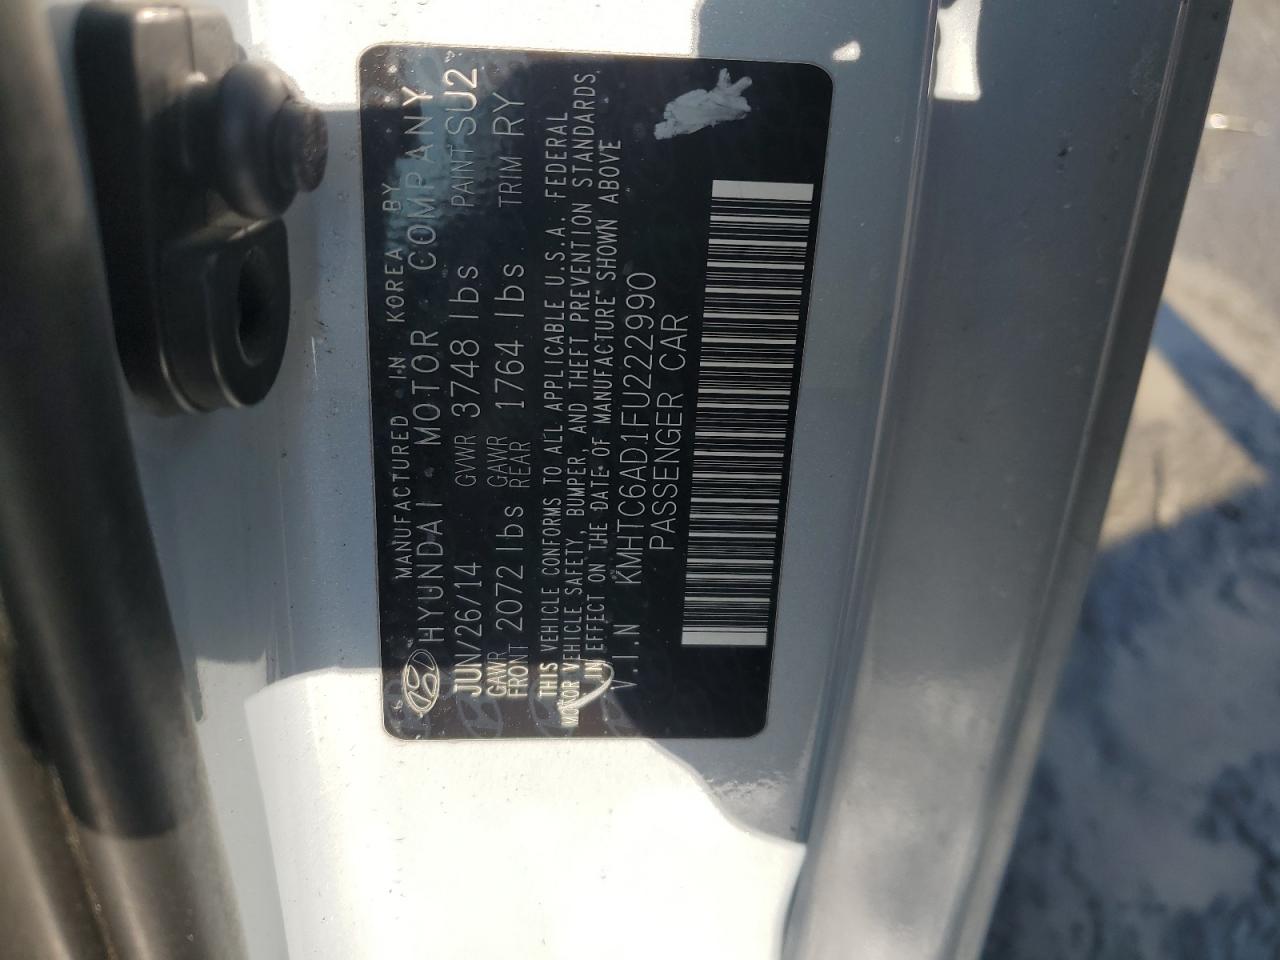 MANUFACTURED IN KOREA BY
HYUNDAI MOTOR COMPANY
JUN/26/14 GVWR 3748 lbs PAINT SU2
GAWR FRONT 2072 lbs GAWR REAR 1764 lbs TRIM RY
THIS VEHICLE CONFORMS TO ALL APPLICABLE U.S.A. FEDERAL
MOTOR VEHICLE SAFETY, BUMPER, AND THEFT PREVENTION STANDARDS
IN EFFECT ON THE DATE OF MANUFACTURE SHOWN ABOVE
V.I.N KMHTC6AD1FU222990
PASSENGER CAR